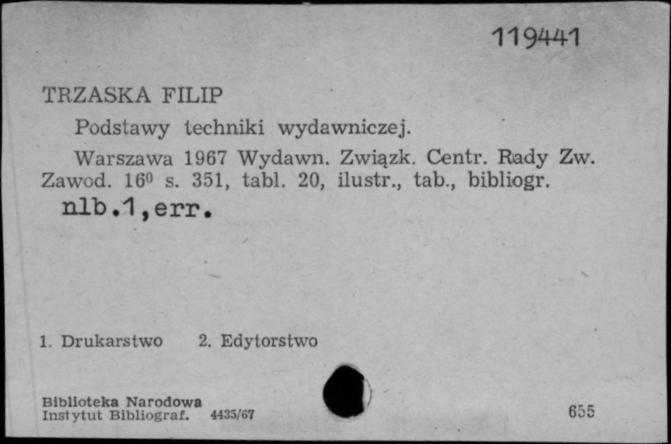 119441
TRZASKA FILIP
Podstawy techniki wydawniczej.
Warszawa 1967 Wydawn. Związk. Centr. Rady Zw.
Zawod. 16⁰ s. 351, tabl. 20, ilustr., tab., bibliogr.
nlb.1,err.
1. Drukarstwo 2. Edytorstwo
Biblioteka Narodowa
Instytut Bibliograf. 4435/67
655